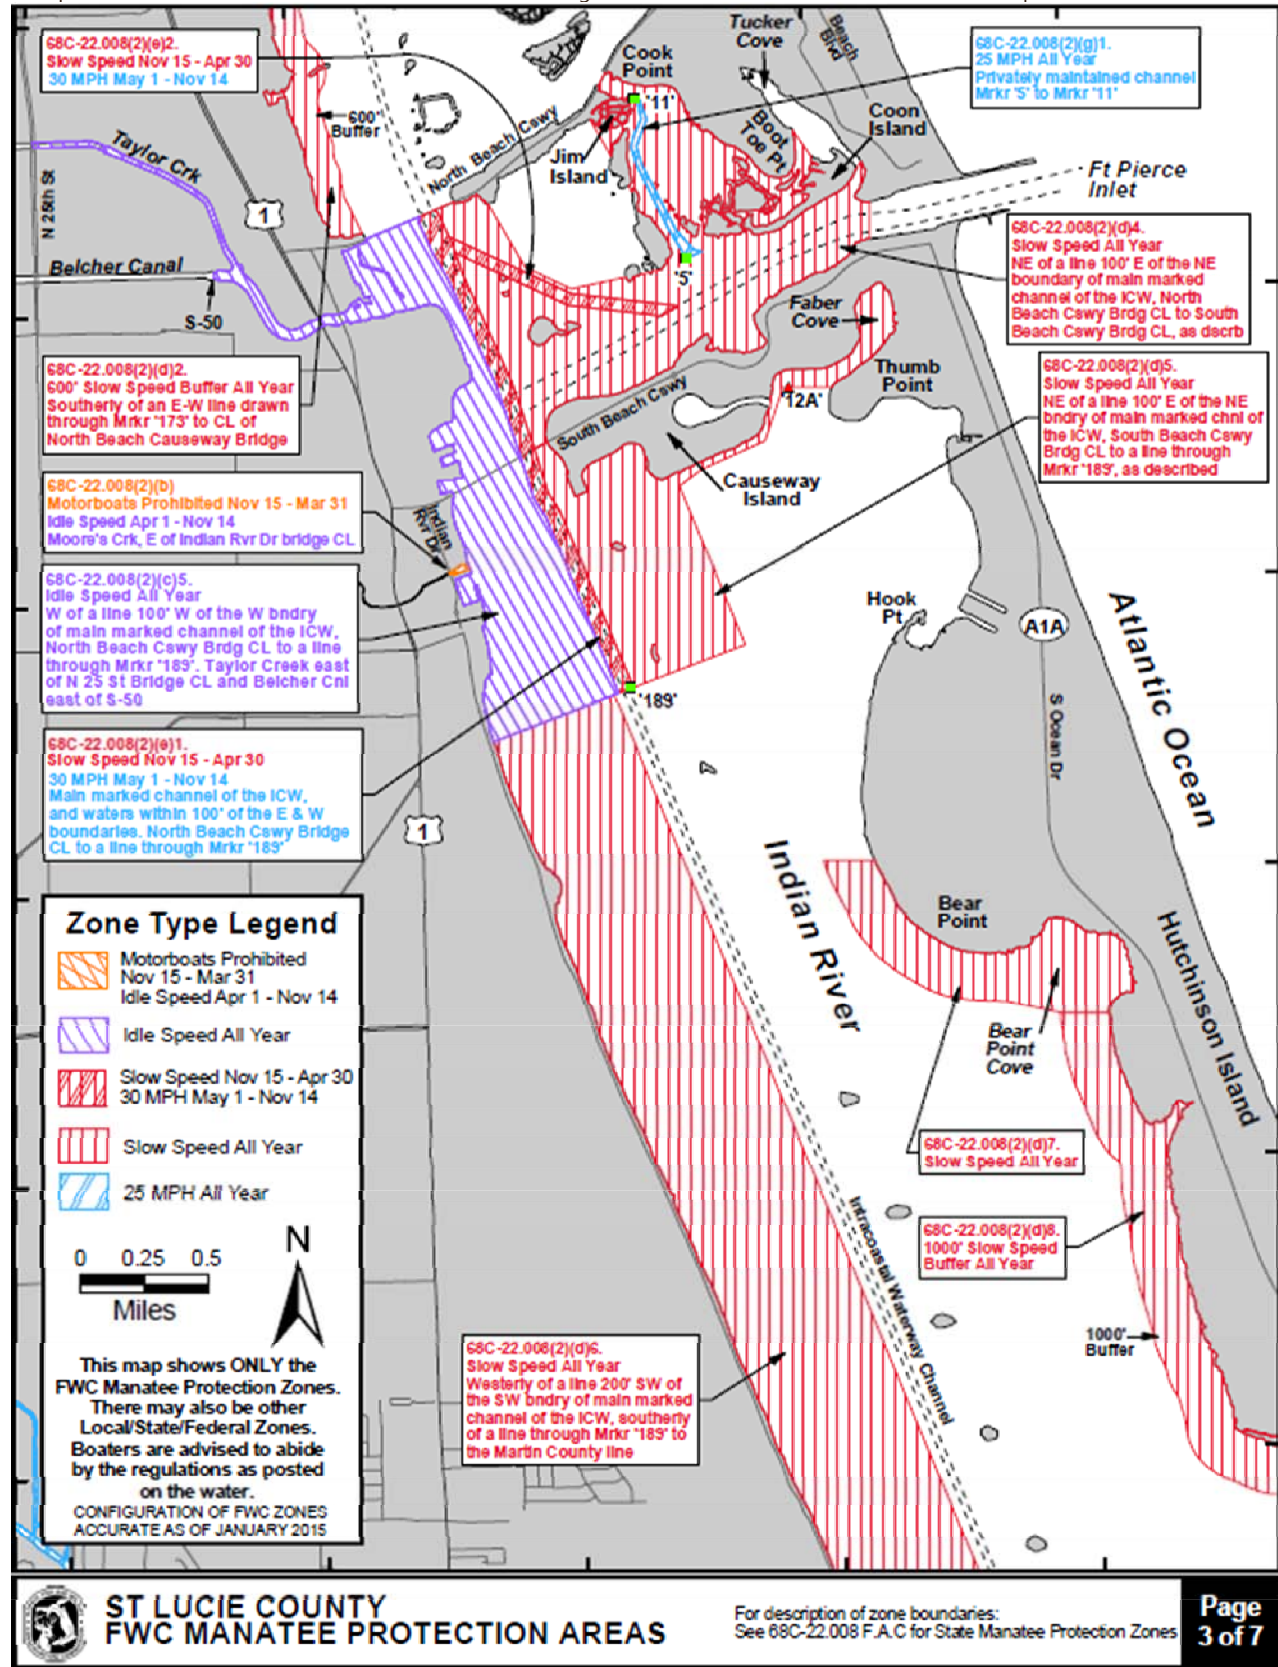 68C-22.008(2)(e)2.
Slow Speed Nov 15 - Apr 30
30 MPH May 1 - Nov 14
Tucker
Cove
Beach
Blvd
Cook
Point
68C-22.008(2)(g)1.
25 MPH All Year
Privately maintained channel
Mrkr '5' to Mrkr '11'
'11'
600'
Buffer
Taylor Crk
North Beach Cswy
Jim
Island
Boot
Toe Pt
Coon
Island
Ft Pierce
Inlet
N 25th St
1
68C-22.008(2)(d)4.
Slow Speed All Year
NE of a line 100' E of the NE
boundary of main marked
channel of the ICW, North
Beach Cswy Brdg CL to South
Beach Cswy Brdg CL, as dscrb
Belcher Canal
S-50
'5'
Faber
Cove
68C-22.008(2)(d)2.
600' Slow Speed Buffer All Year
Southerly of an E-W line drawn
through Mrkr '173' to CL of
North Beach Causeway Bridge
Thumb
Point
68C-22.008(2)(d)5.
Slow Speed All Year
NE of a line 100' E of the NE
bndry of main marked chnl of
the ICW, South Beach Cswy
Brdg CL to a line through
Mrkr '189', as described
South Beach Cswy
'12A'
Causeway
Island
68C-22.008(2)(b)
Motorboats Prohibited Nov 15 - Mar 31
Idle Speed Apr 1 - Nov 14
Moore's Crk, E of Indian Rvr Dr bridge CL
Indian
Rvr Dr
68C-22.008(2)(c)5.
Idle Speed All Year
W of a line 100' W of the W bndry
of main marked channel of the ICW,
North Beach Cswy Brdg CL to a line
through Mrkr '189'. Taylor Creek east
of N 25 St Bridge CL and Belcher Cnl
east of S-50
Hook
Pt
A1A
Atlantic Ocean
'189'
S Ocean Dr
68C-22.008(2)(e)1.
Slow Speed Nov 15 - Apr 30
30 MPH May 1 - Nov 14
Main marked channel of the ICW,
and waters within 100' of the E & W
boundaries. North Beach Cswy Bridge
CL to a line through Mrkr '189'
1
Indian River
Bear
Point
Hutchinson Island
Zone Type Legend
Motorboats Prohibited
Nov 15 - Mar 31
Idle Speed Apr 1 - Nov 14
Idle Speed All Year
Slow Speed Nov 15 - Apr 30
30 MPH May 1 - Nov 14
Slow Speed All Year
25 MPH All Year
Bear
Point
Cove
68C-22.008(2)(d)7.
Slow Speed All Year
Intracoastal Waterway Channel
68C-22.008(2)(d)8.
1000' Slow Speed
Buffer All Year
0 0.25 0.5
Miles
N
1000'
Buffer
68C-22.008(2)(d)6.
Slow Speed All Year
Westerly of a line 200' SW of
the SW bndry of main marked
channel of the ICW, southerly
of a line through Mrkr '189' to
the Martin County line
This map shows ONLY the
FWC Manatee Protection Zones.
There may also be other
Local/State/Federal Zones.
Boaters are advised to abide
by the regulations as posted
on the water.
CONFIGURATION OF FWC ZONES
ACCURATE AS OF JANUARY 2015
ST LUCIE COUNTY
FWC MANATEE PROTECTION AREAS
For description of zone boundaries:
See 68C-22.008 F.A.C for State Manatee Protection Zones
Page
3 of 7